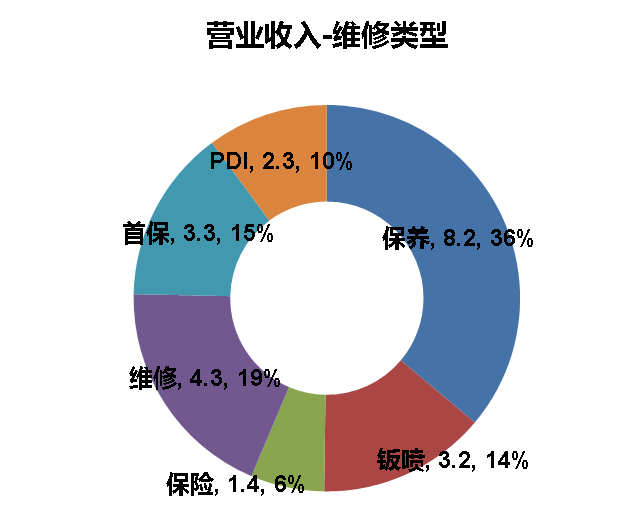 营业收入-维修类型
PDI, 2.3, 10%
首保, 3.3, 15%
保养, 8.2, 36%
维修, 4.3, 19%
钣喷, 3.2, 14%
保险, 1.4, 6%